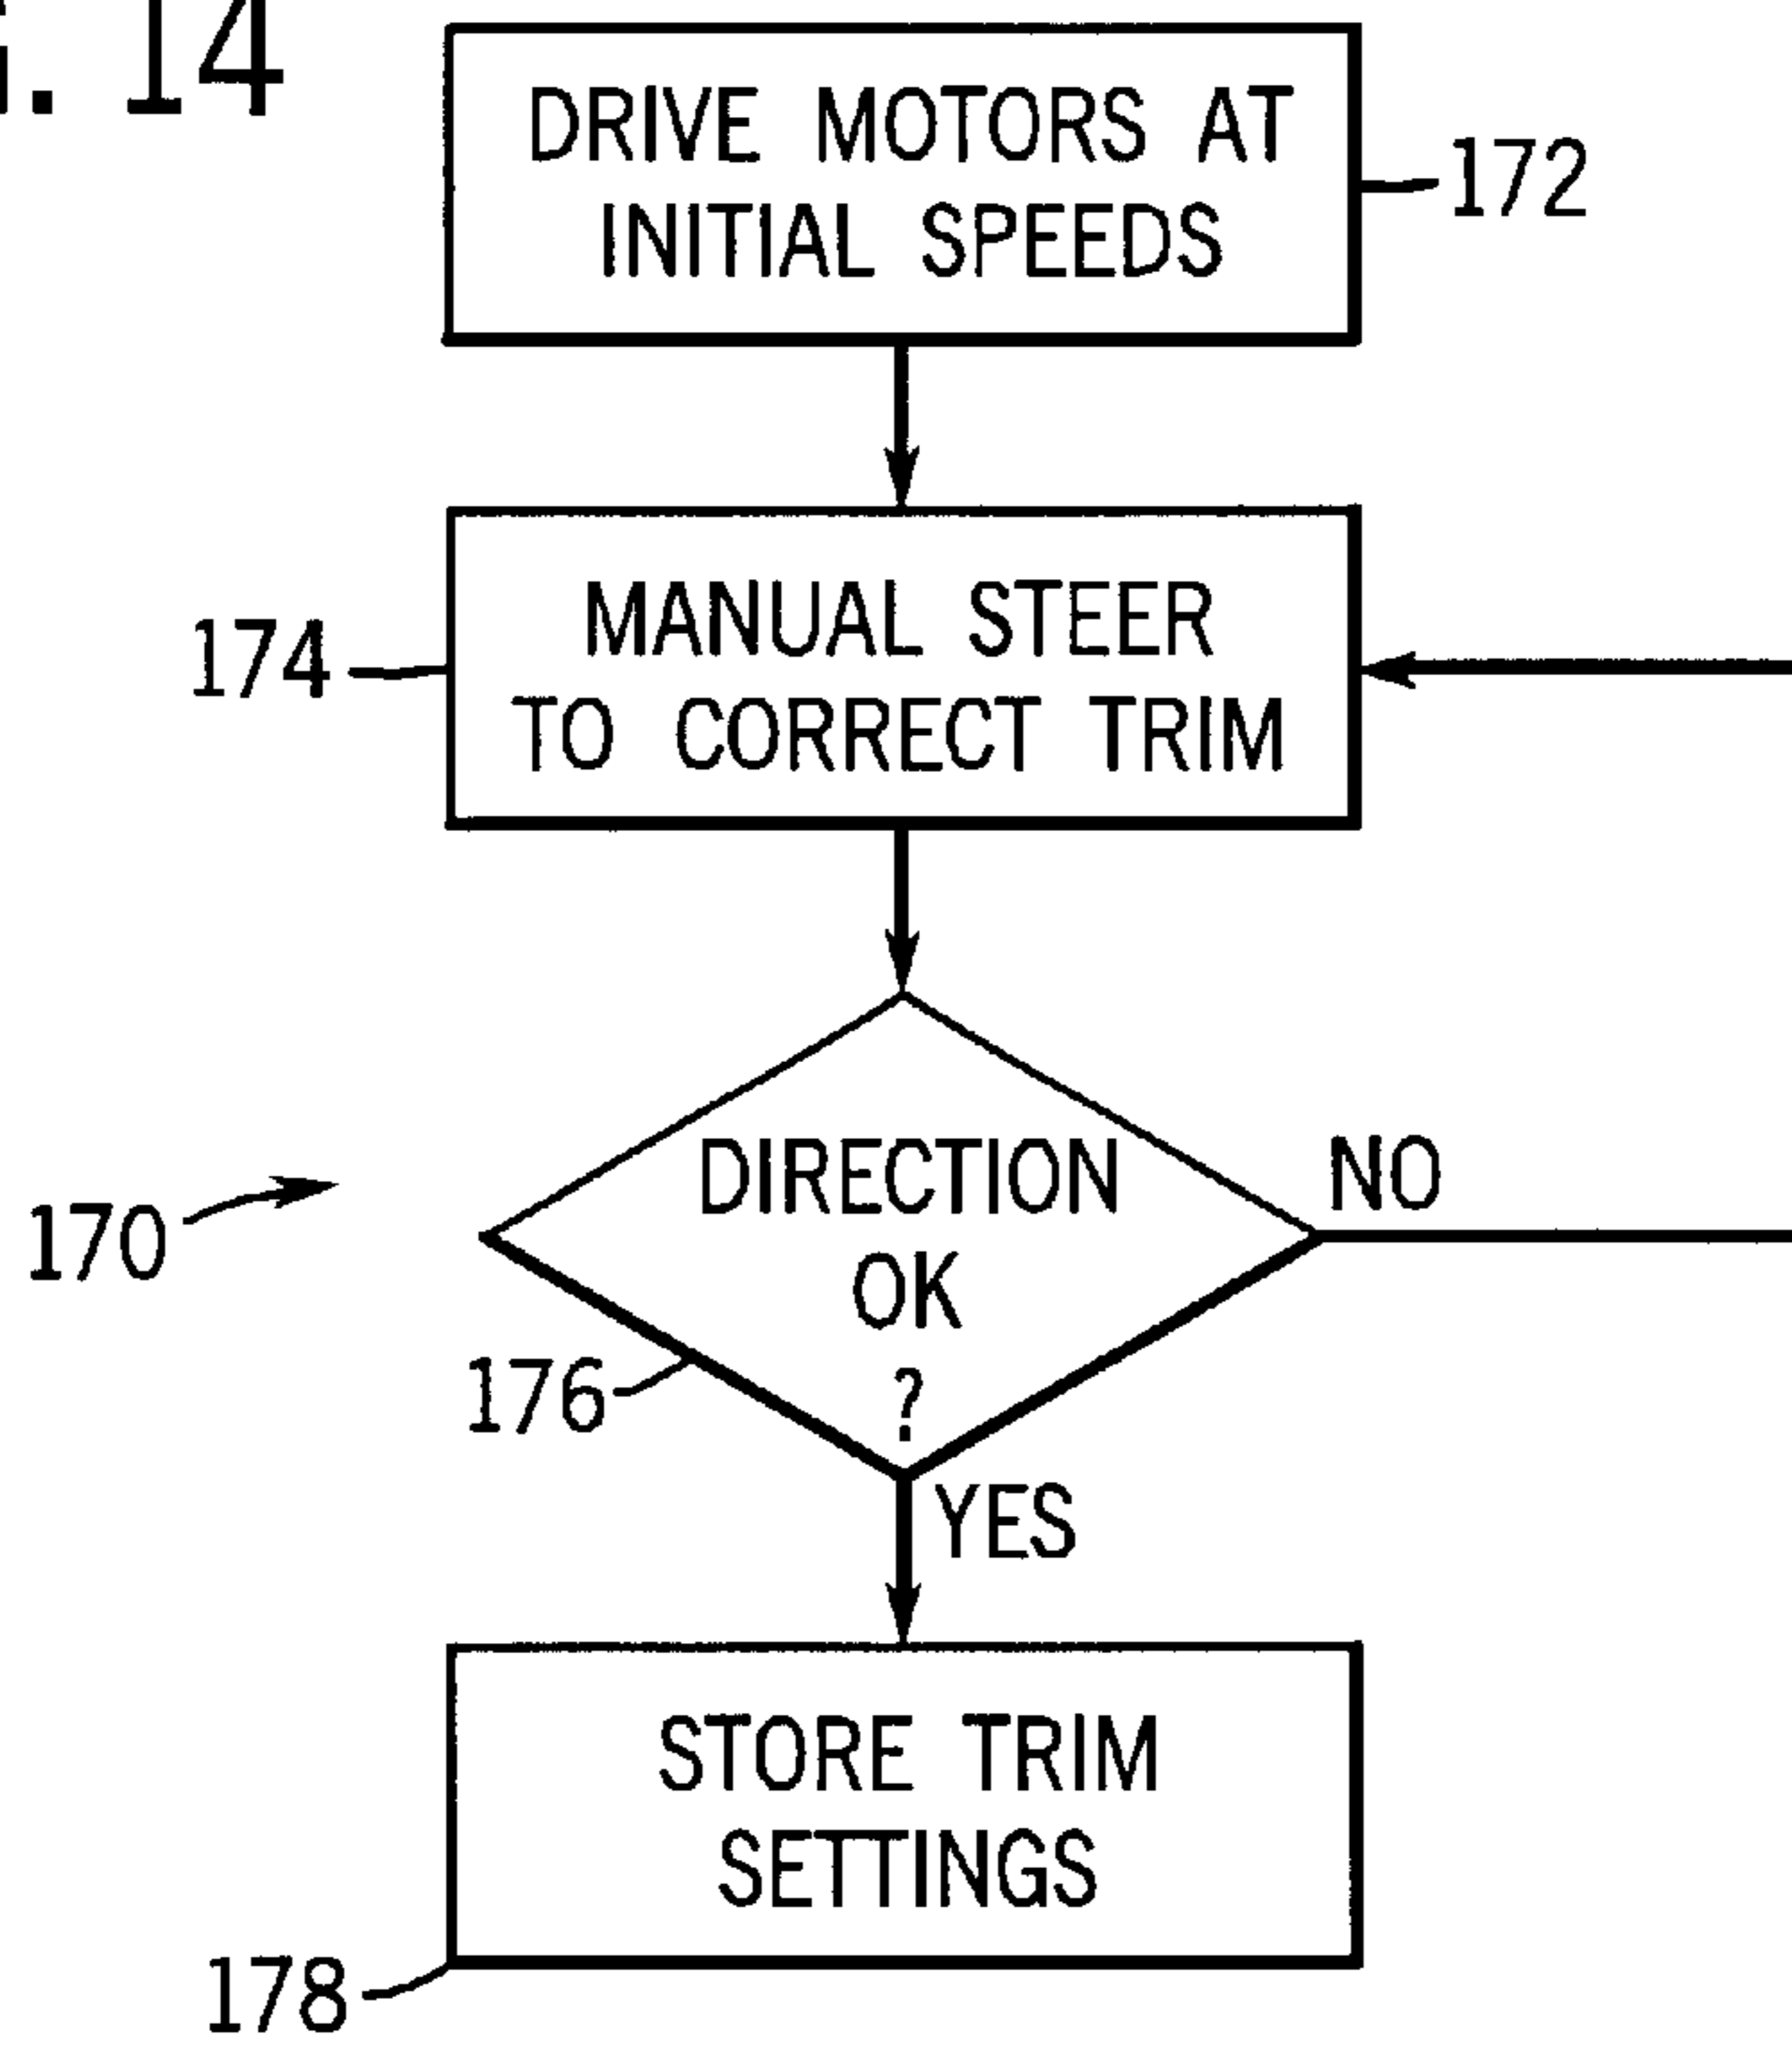 . 14
DRIVE MOTORS AT
INITIAL SPEEDS
172
MANUAL STEER
TO CORRECT TRIM
174
DIRECTION
OK
?
NO
170
176
YES
STORE TRIM
SETTINGS
178